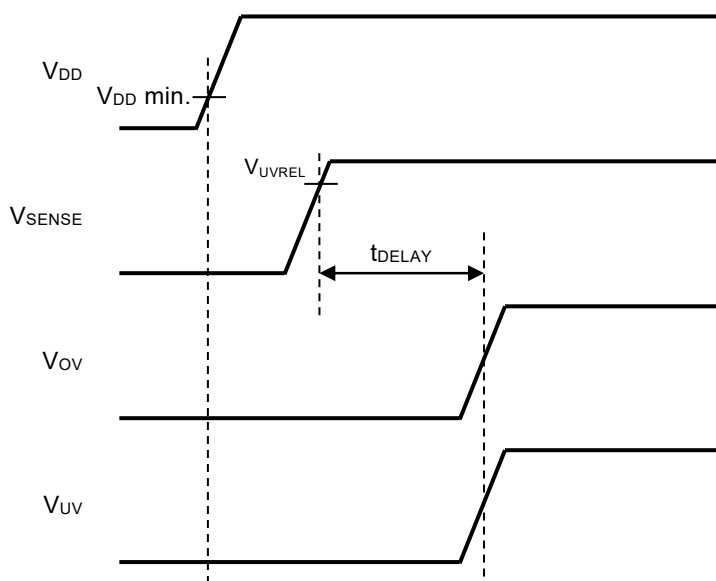 VDD
VDD min.
VUVREL
VSENSE
tDELAY
VOV
VUV